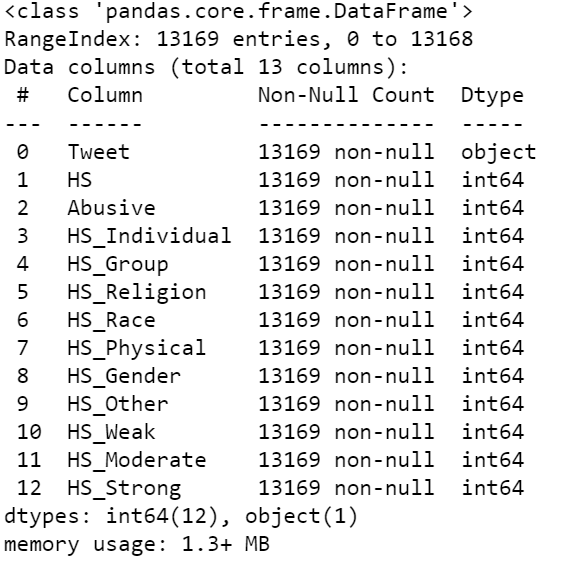 <class 'pandas.core.frame.DataFrame'>
RangeIndex: 13169 entries, 0 to 13168
Data columns (total 13 columns):
 #   Column         Non-Null Count  Dtype
---  ------         --------------  -----
 0   Tweet          13169 non-null  object
 1   HS             13169 non-null  int64
 2   Abusive        13169 non-null  int64
 3   HS_Individual  13169 non-null  int64
 4   HS_Group       13169 non-null  int64
 5   HS_Religion    13169 non-null  int64
 6   HS_Race        13169 non-null  int64
 7   HS_Physical    13169 non-null  int64
 8   HS_Gender      13169 non-null  int64
 9   HS_Other       13169 non-null  int64
 10  HS_Weak        13169 non-null  int64
 11  HS_Moderate    13169 non-null  int64
 12  HS_Strong      13169 non-null  int64
dtypes: int64(12), object(1)
memory usage: 1.3+ MB